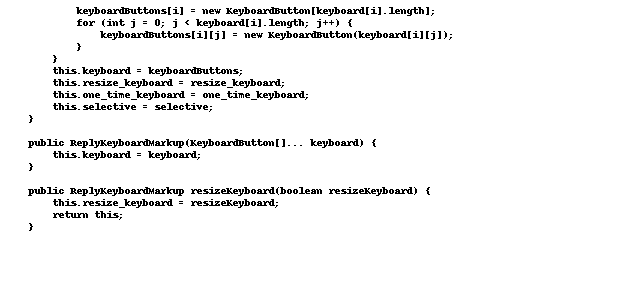 keyboardButtons[i] = new KeyboardButton[keyboard[i].length];
for (int j = 0; j < keyboard[i].length; j++) {
keyboardButtons[i][j] = new KeyboardButton(keyboard[i][j]);
}
}
this.keyboard = keyboardButtons;
this.resize_keyboard = resize_keyboard;
this.one_time_keyboard = one_time_keyboard;
this.selective = selective;
}
public ReplyKeyboardMarkup(KeyboardButton[]... keyboard) {
this.keyboard = keyboard;
}
public ReplyKeyboardMarkup resizeKeyboard(boolean resizeKeyboard) {
this.resize_keyboard = resizeKeyboard;
return this;
}